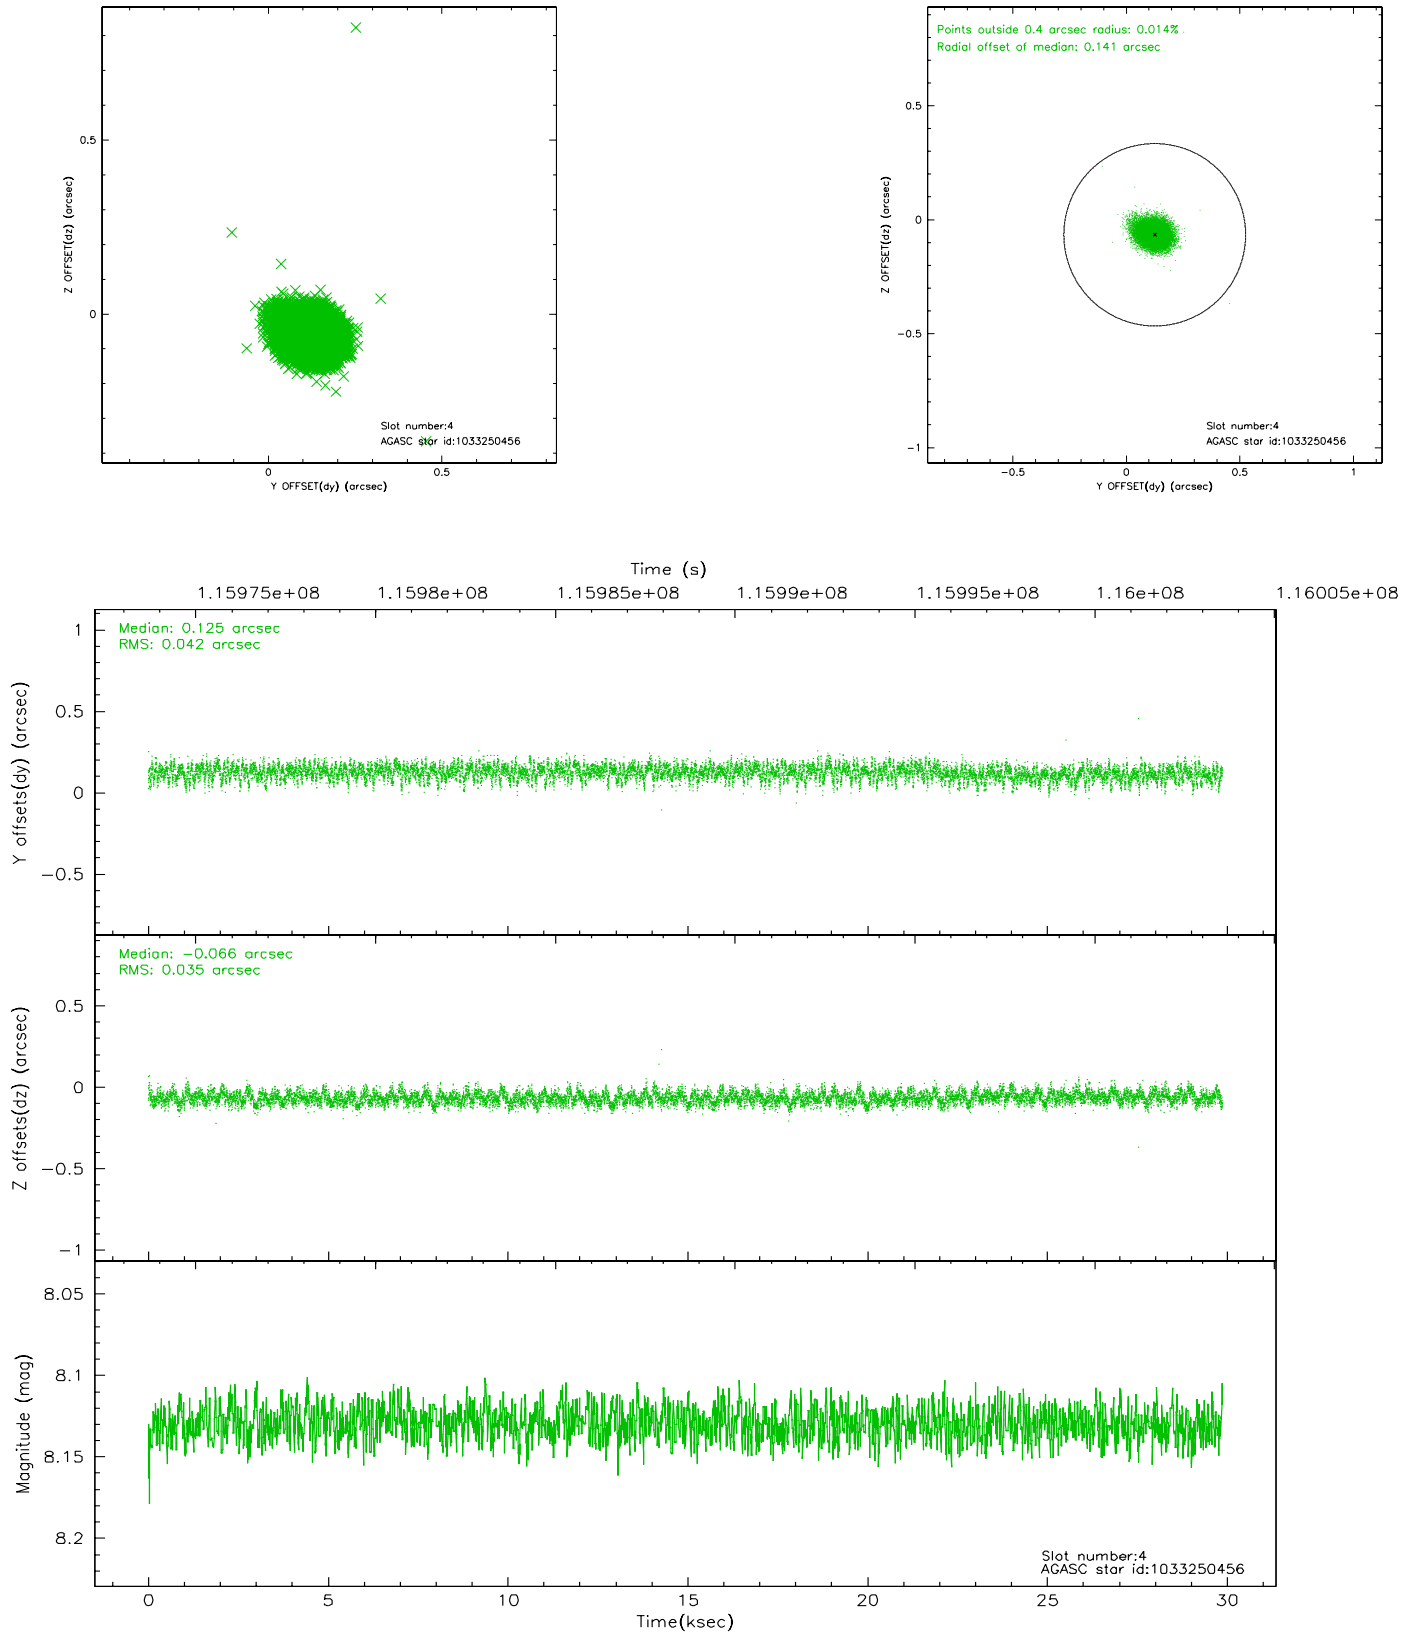 0.5
0
Z OFFSET(dz) (arcsec)
Slot number:4
AGASC star id:1033250456
0
0.5
Y OFFSET(dy) (arcsec)
Points outside 0.4 arcsec radius: 0.014%
Radial offset of median: 0.141 arcsec
0.5
0
−0.5
−1
Z OFFSET(dz) (arcsec)
Slot number:4
AGASC star id:1033250456
−0.5
0
0.5
1
Y OFFSET(dy) (arcsec)
Time (s)
1.15975e+08 1.1598e+08 1.15985e+08 1.1599e+08 1.15995e+08 1.16e+08 1.16005e+08
Median: 0.125 arcsec
RMS: 0.042 arcsec
1
0.5
0
−0.5
Y offsets(dy) (arcsec)
Median: −0.066 arcsec
RMS: 0.035 arcsec
0.5
0
−0.5
−1
Z offsets(dz) (arcsec)
8.05
8.1
8.15
8.2
Magnitude (mag)
Slot number:4
AGASC star id:1033250456
0 5 10 15 20 25 30
Time(ksec)